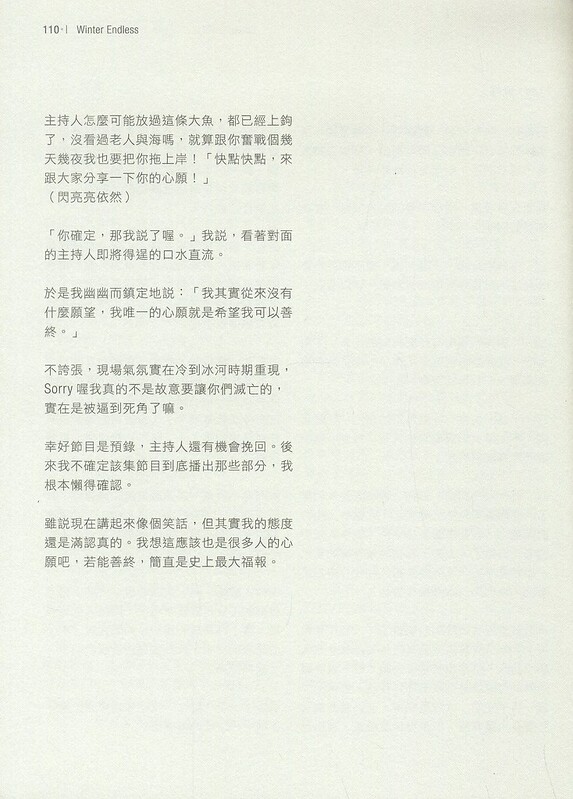 110 | Winter Endless
主持人怎麼可能放過這條大魚，都已經上鉤
了，沒看過老人與海嗎，就算跟你奮戰個幾
天幾夜我也要把你拖上岸！「快點快點，來
跟大家分享一下你的心願！」
（閃亮亮依然）
「你確定，那我說了喔。」我說，看著對面
的主持人即將得逞的口水直流。
於是我幽幽而鎮定地說：「我其實從來沒有
什麼願望，我唯一的心願就是希望我可以善
終。」
不誇張，現場氣氛實在冷到冰河時期重現，
Sorry 喔我真的不是故意要讓你們滅亡的，
實在是被逼到死角了嘛。
幸好節目是預錄，主持人還有機會挽回。後
來我不確定該集節目到底播出那些部分，我
根本懶得確認。
雖說現在講起來像個笑話，但其實我的態度
還是滿認真的。我想這應該也是很多人的心
願吧，若能善終，簡直是史上最大福報。